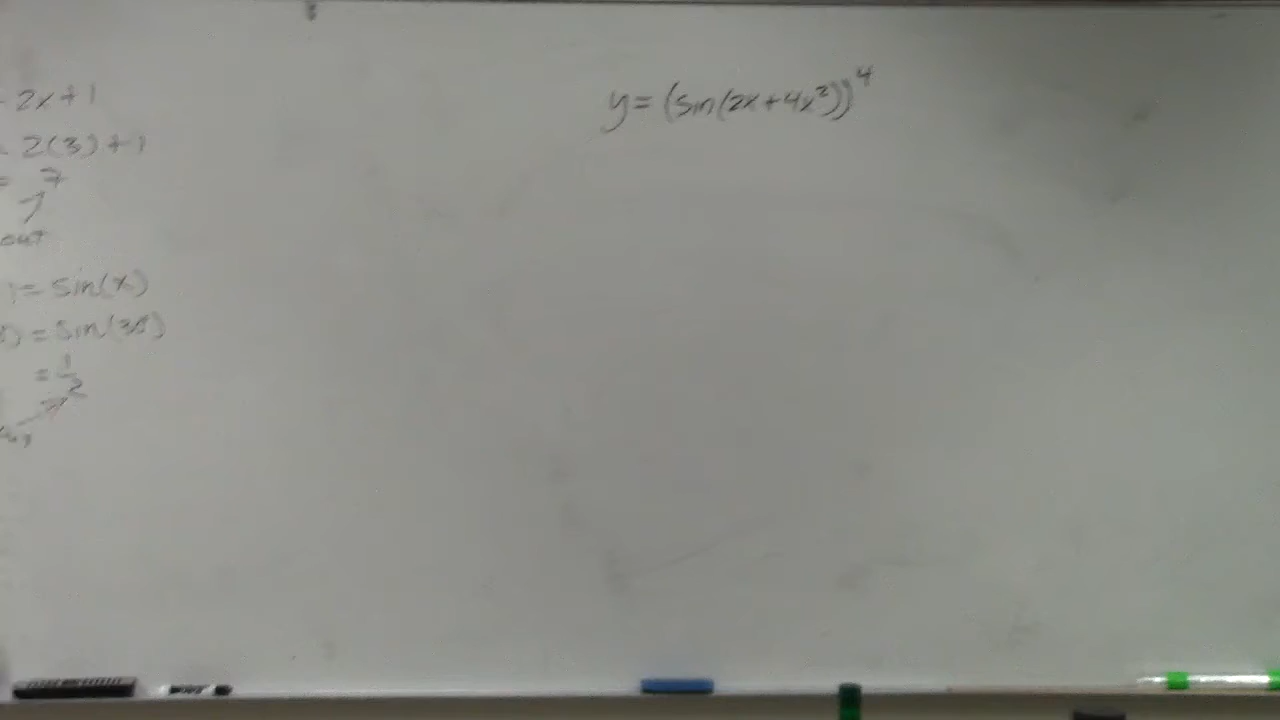 2x+1
2(3)+1
= 7
out
)= sin(x)
= sin(30)
= 1/2
y= (sin(2x+4x²))⁴